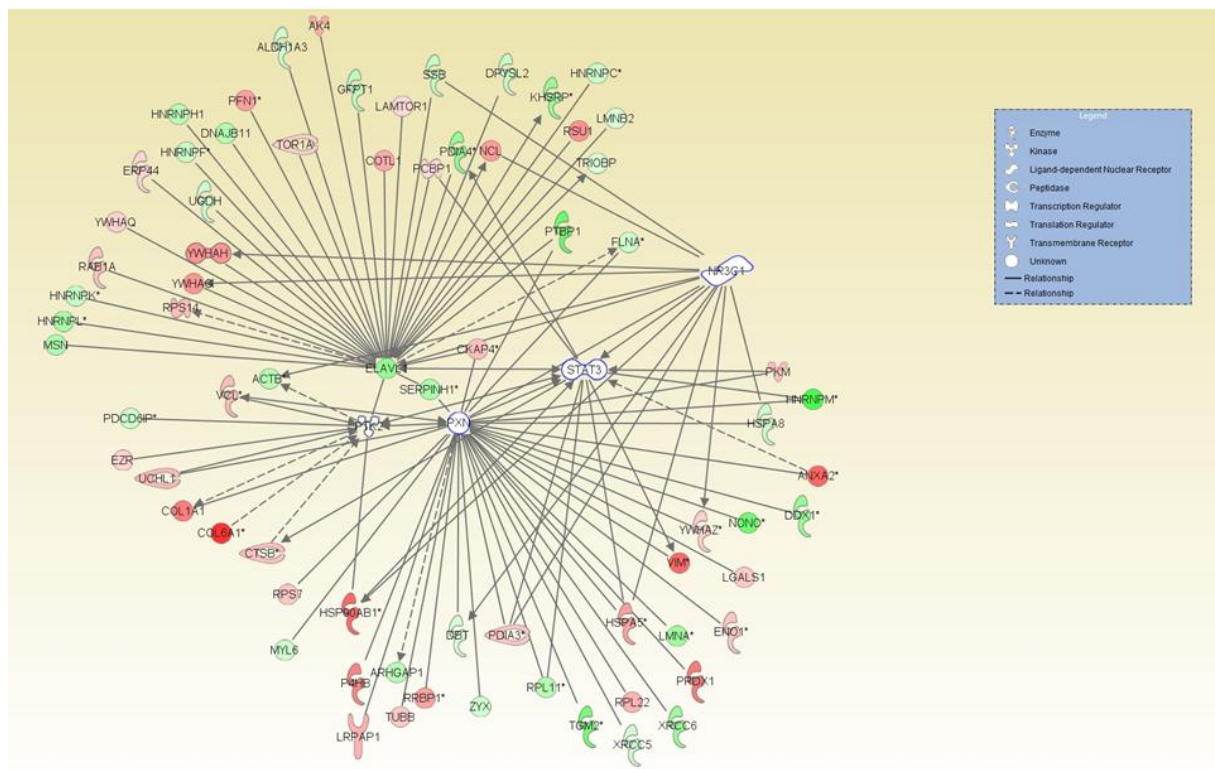 AK4
ALDH1A3
SSB
DPYSL2
HNRNPC*
GFPT1
KHSRP*
PFN1*
LAMTOR1
HNRNPH1
LMNB2
DNAJB11
RSU1
TOR1A
HNRNPF*
COTL1
PCBP1
PDIA4*
NCL
TRIOBP
ERP44
UGDH
YWHAQ
PTBP1
FLNA*
YWHAH
RAB1A
NR3C1
YWHAG
HNRNPK*
RPS14
HNRNPL*
MSN
CKAP4*
ELAVL1
STAT3
PKM
ACTB*
SERPINH1*
VCL*
HNRNPM*
PDCD6IP*
PTK2
PXN
HSPA8
EZR
UCHL1
ANXA2*
COL1A1
DDX1*
COL6A1*
YWHAZ*
NONO*
CTSB*
VIM*
LGALS1
RPS7
HSP90AB1*
DBT
PDIA3*
HSPA5*
LMNA*
ENO1*
MYL6
ARHGAP1
P4HB
PRDX1
RPL11*
RRBP1*
RPL22
ZYX
TUBB
TGM2*
XRCC6
LRPAP1
XRCC5
Legend
Enzyme
Kinase
Ligand-dependent Nuclear Receptor
Peptidase
Transcription Regulator
Translation Regulator
Transmembrane Receptor
Unknown
Relationship
Relationship